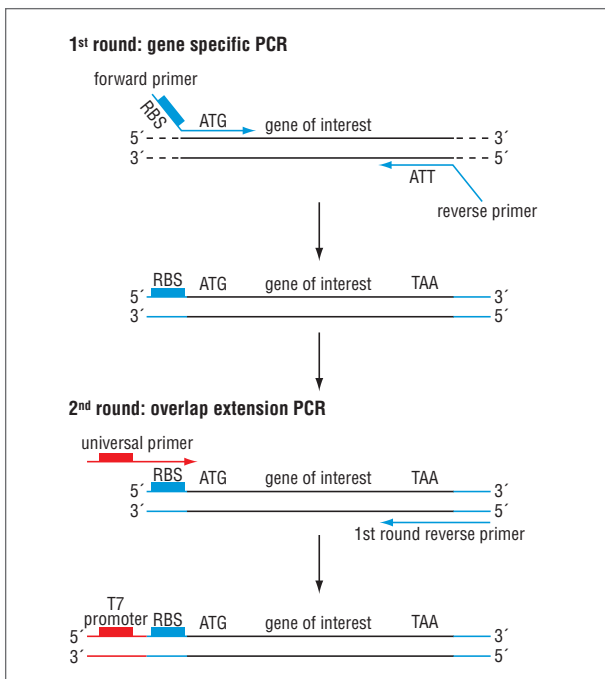 1st round: gene specific PCR
forward primer
RBS
ATG gene of interest
5´ 3´
3´ 5´
ATT
reverse primer
RBS ATG gene of interest TAA
5´ 3´
3´ 5´
2nd round: overlap extension PCR
universal primer
RBS ATG gene of interest TAA
5´ 3´
3´ 5´
1st round reverse primer
T7
promoter RBS ATG gene of interest TAA
5´ 3´
3´ 5´